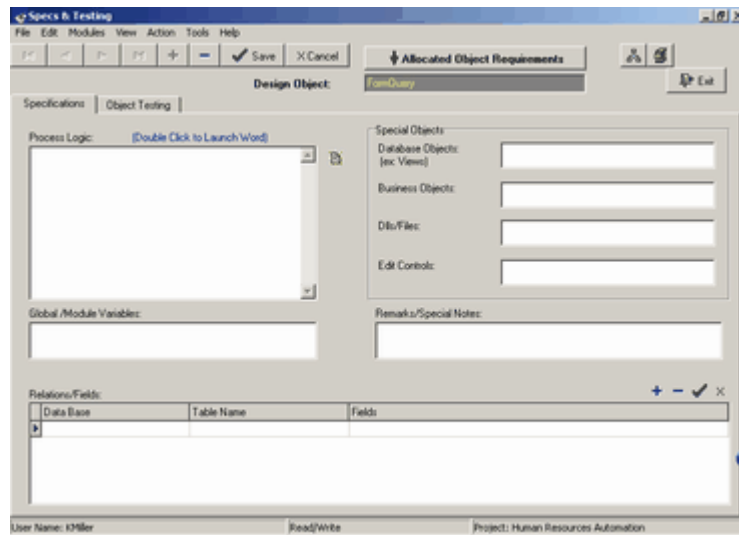 Specs & Testing
File Edit Modules View Action Tools Help
Save X Cancel Allocated Object Requirements
Exit
Design Object: FormQuery
Specifications Object Testing
Process Logic: (Double Click to Launch Word)
Special Objects
Database Objects:
(ex: Views)
Business Objects:
Dlls/Files:
Edit Controls:
Global /Module Variables:
Remarks/Special Notes:
Relations/Fields:
Data Base Table Name Fields
User Name: KMiller Read/Write Project: Human Resources Automation